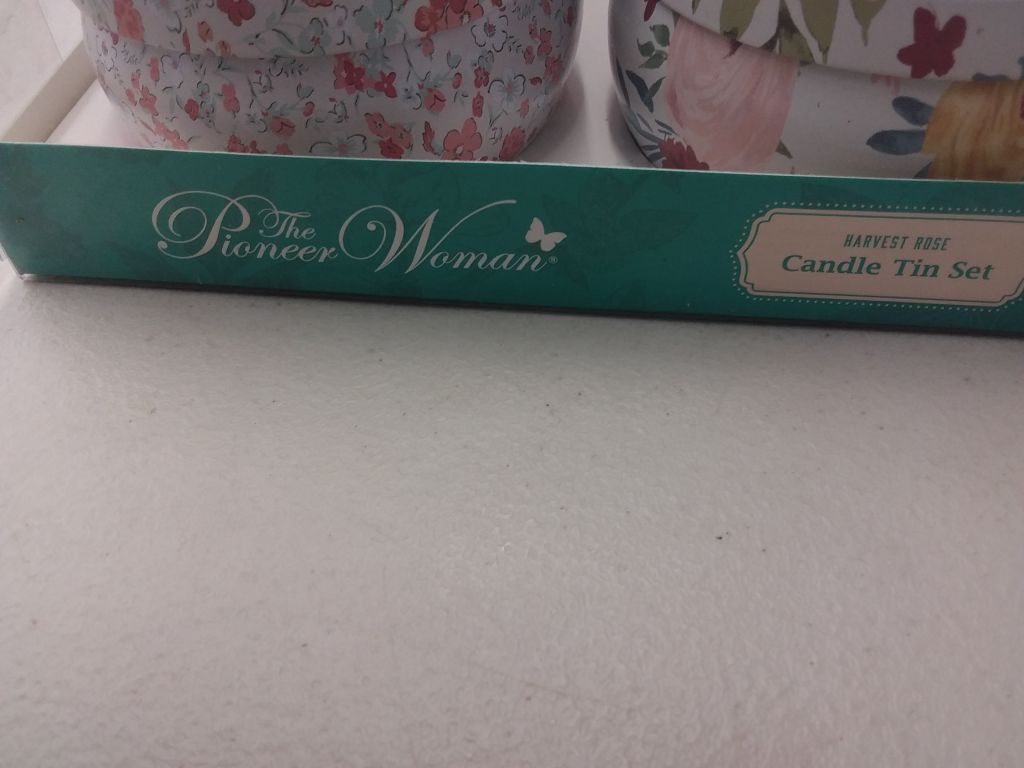 The
Pioneer Woman®
HARVEST ROSE
Candle Tin Set